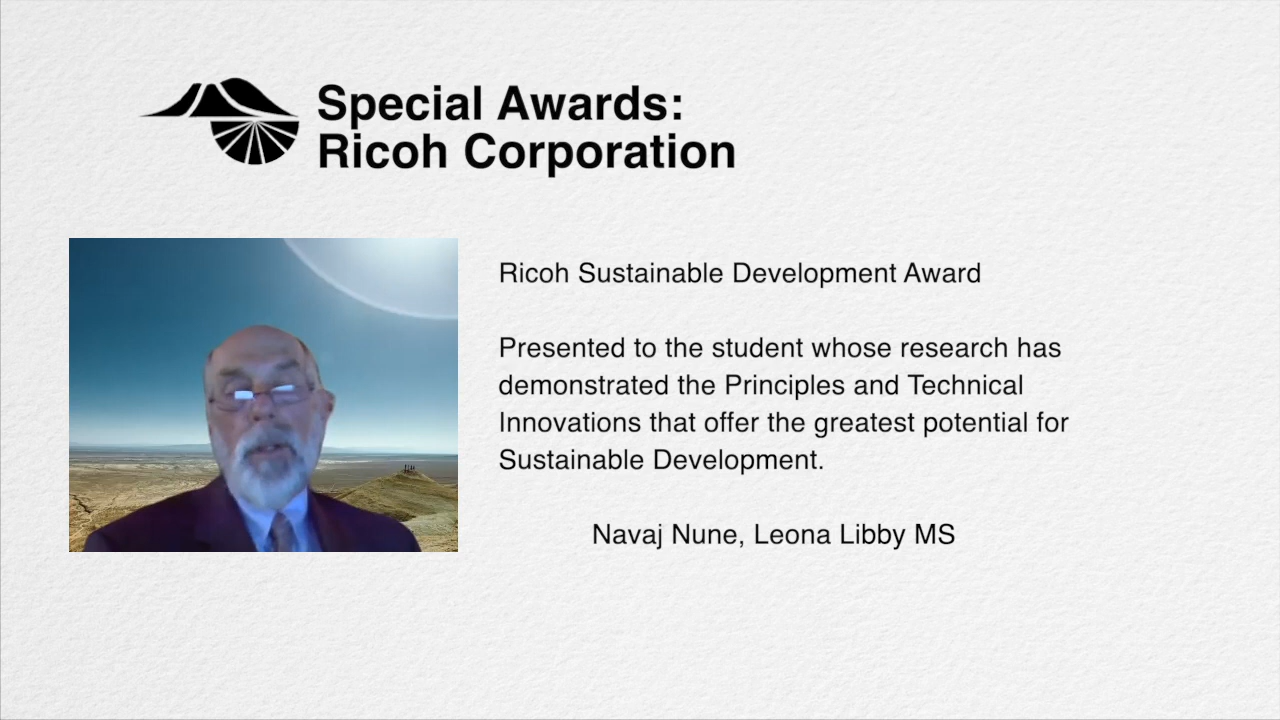 Special Awards:
Ricoh Corporation
Ricoh Sustainable Development Award
Presented to the student whose research has
demonstrated the Principles and Technical
Innovations that offer the greatest potential for
Sustainable Development.
Navaj Nune, Leona Libby MS